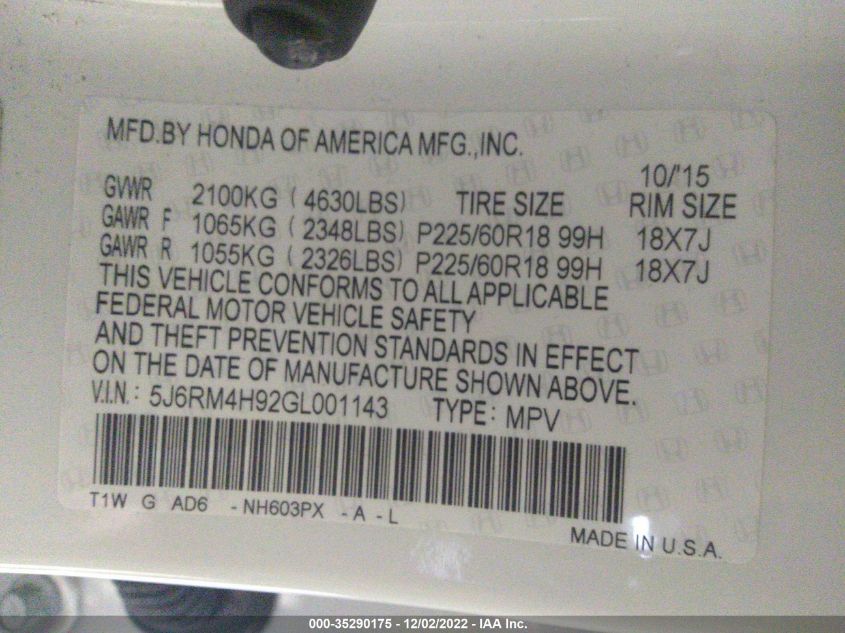 MFD.BY HONDA OF AMERICA MFG.,INC.
10/'15
GVWR 2100KG ( 4630LBS) TIRE SIZE RIM SIZE
GAWR F 1065KG ( 2348LBS) P225/60R18 99H 18X7J
GAWR R 1055KG ( 2326LBS) P225/60R18 99H 18X7J
THIS VEHICLE CONFORMS TO ALL APPLICABLE
FEDERAL MOTOR VEHICLE SAFETY
AND THEFT PREVENTION STANDARDS IN EFFECT
ON THE DATE OF MANUFACTURE SHOWN ABOVE.
V.I.N.: 5J6RM4H92GL001143 TYPE: MPV
T1W G AD6 - NH603PX - A - L
MADE IN U.S.A.
000-35290175 - 12/02/2022 - IAA Inc.